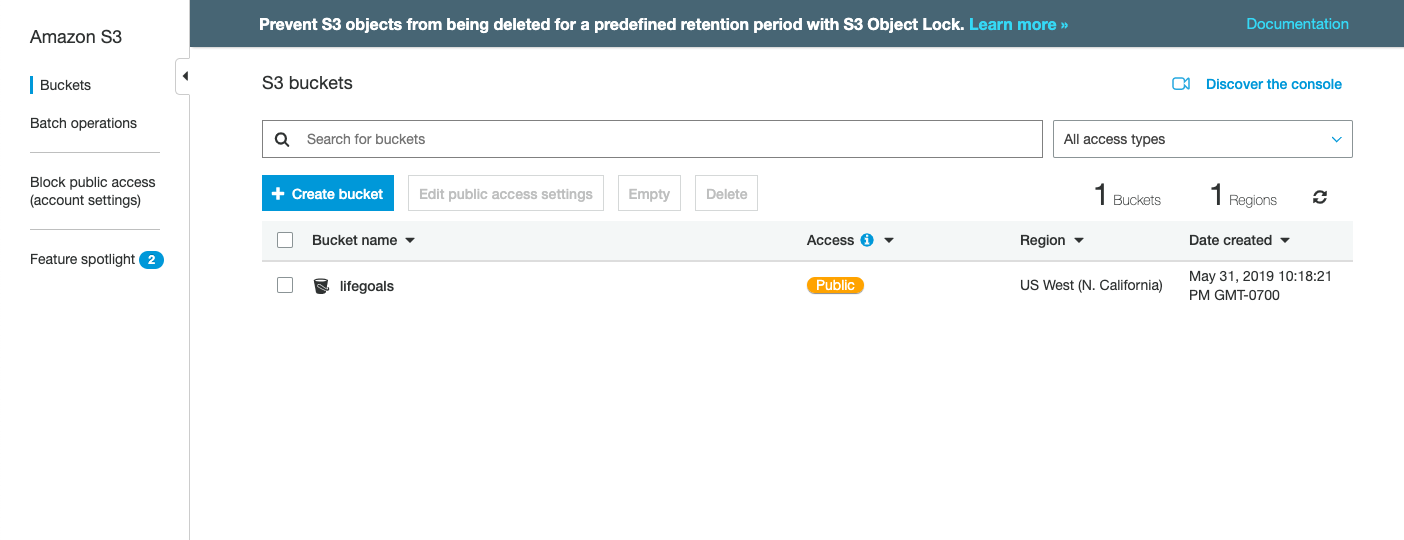 Amazon S3
Buckets
Batch operations
Block public access
(account settings)
Feature spotlight 2
Prevent S3 objects from being deleted for a predefined retention period with S3 Object Lock. Learn more »
Documentation
S3 buckets
Discover the console
Search for buckets
All access types
Create bucket
Edit public access settings
Empty
Delete
1 Buckets
1 Regions
Bucket name
Access
Region
Date created
lifegoals
Public
US West (N. California)
May 31, 2019 10:18:21
PM GMT-0700